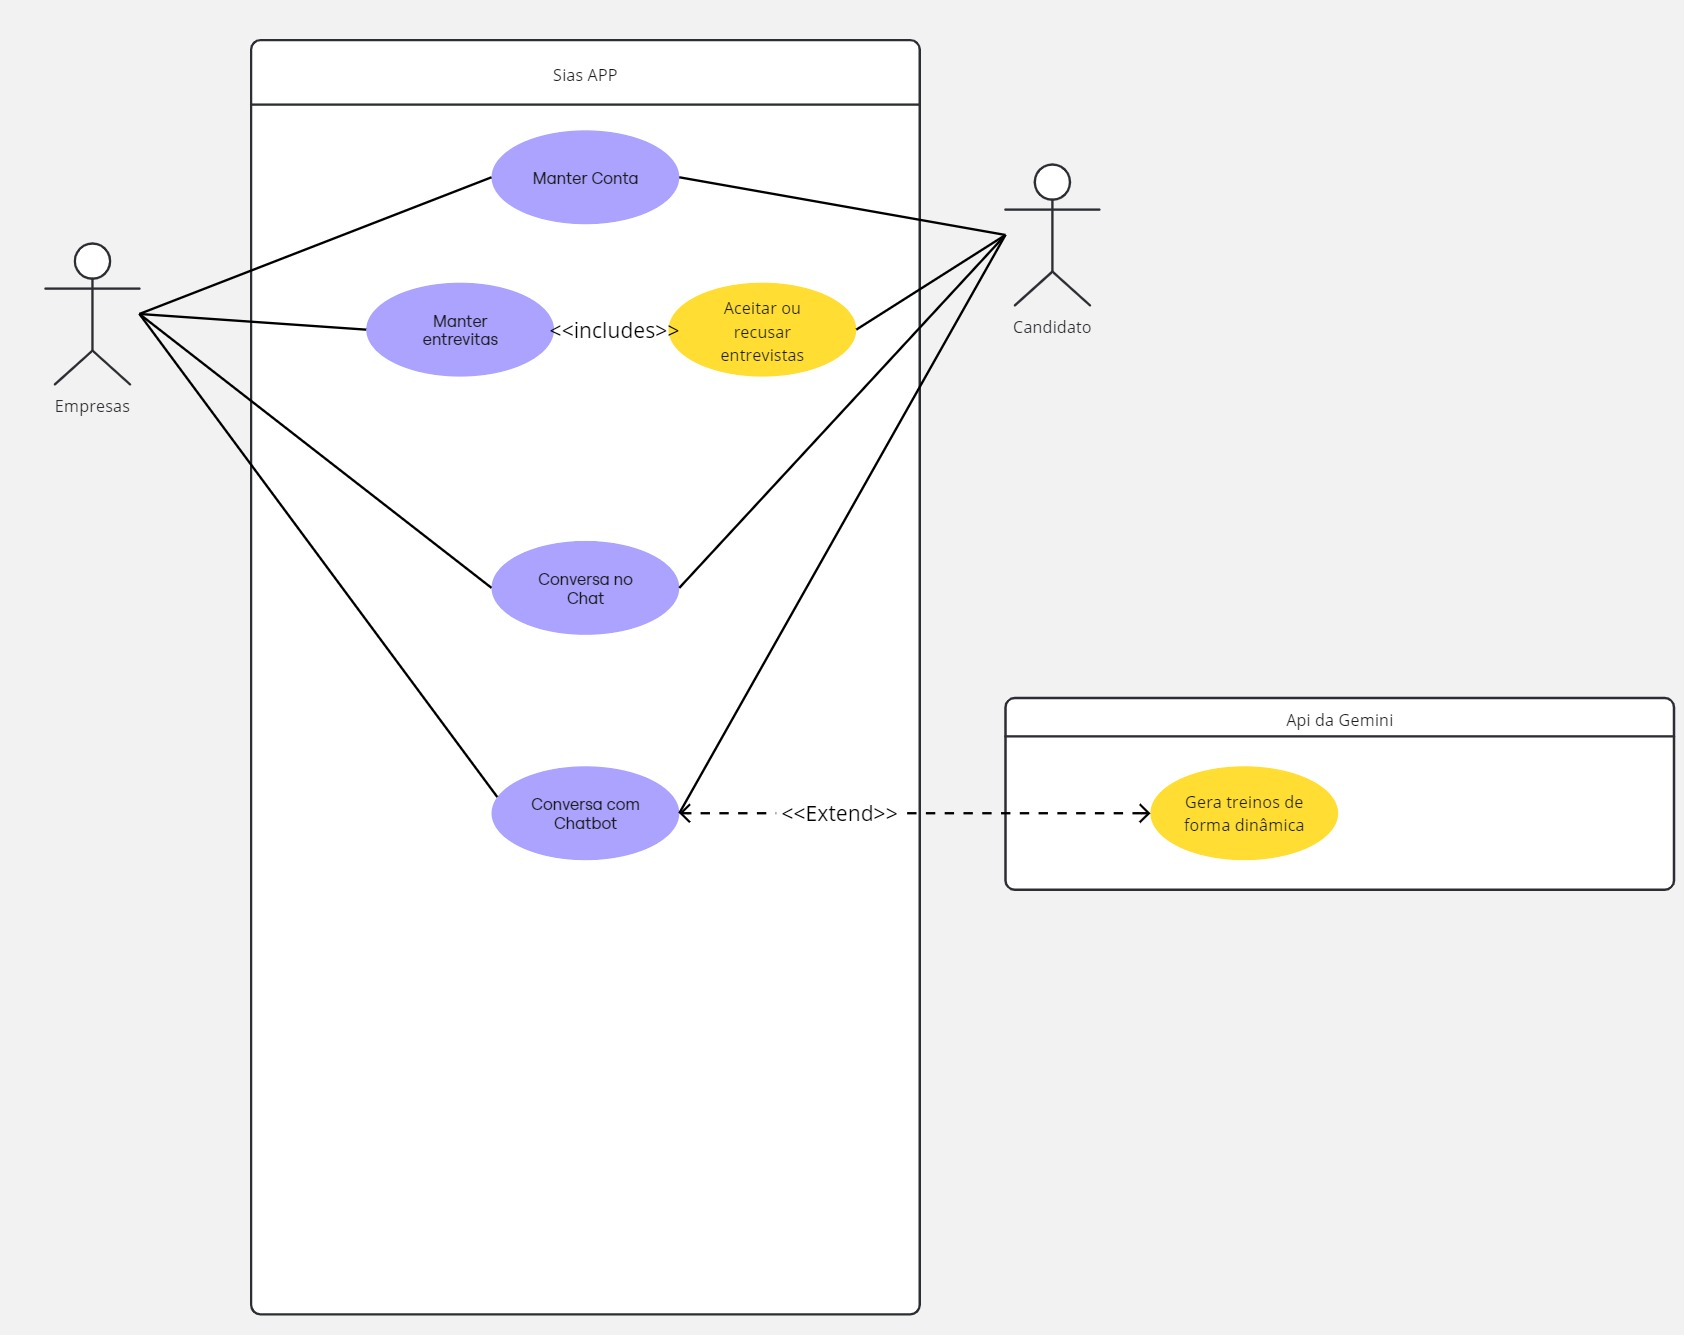 Sias APP
Manter Conta
Manter
entrevitas
<<includes>>
Aceitar ou
recusar
entrevistas
Candidato
Empresas
Conversa no
Chat
Api da Gemini
Conversa com
Chatbot
<<Extend>>
Gera treinos de
forma dinâmica